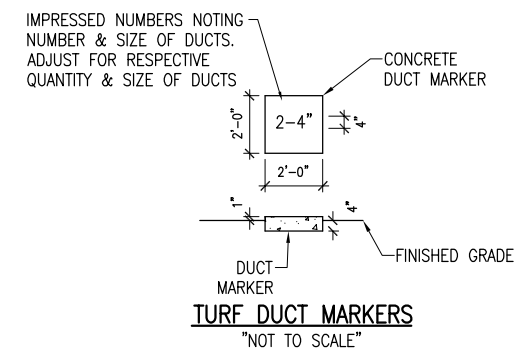 IMPRESSED NUMBERS NOTING
NUMBER & SIZE OF DUCTS.
ADJUST FOR RESPECTIVE
QUANTITY & SIZE OF DUCTS
CONCRETE
DUCT MARKER
2'-0"
2-4"
4"
2'-0"
1"
4"
FINISHED GRADE
DUCT
MARKER
TURF DUCT MARKERS
"NOT TO SCALE"